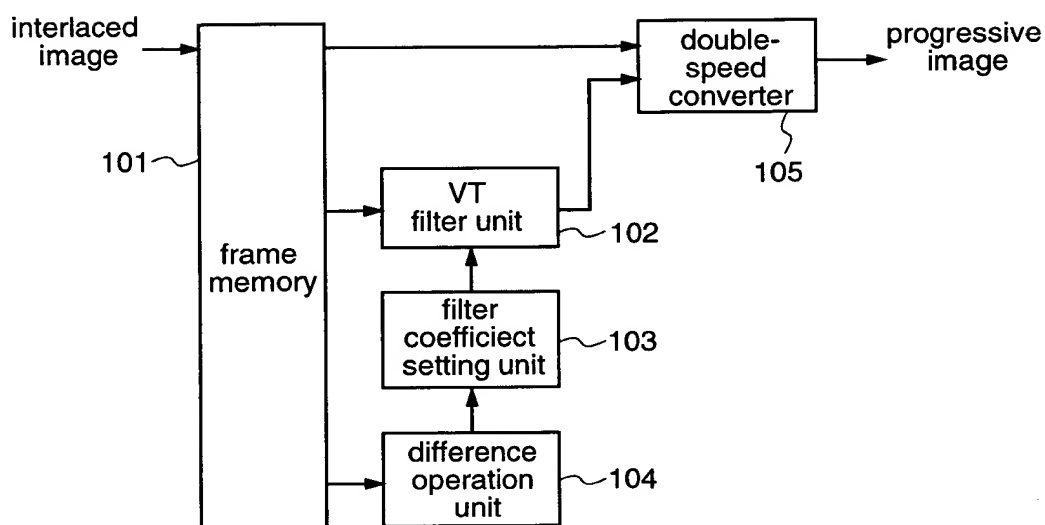 interlaced
image
double-
speed
converter
progressive
image
101
105
VT
filter unit
102
frame
memory
filter
coefficiect
setting unit
103
difference
operation
unit
104